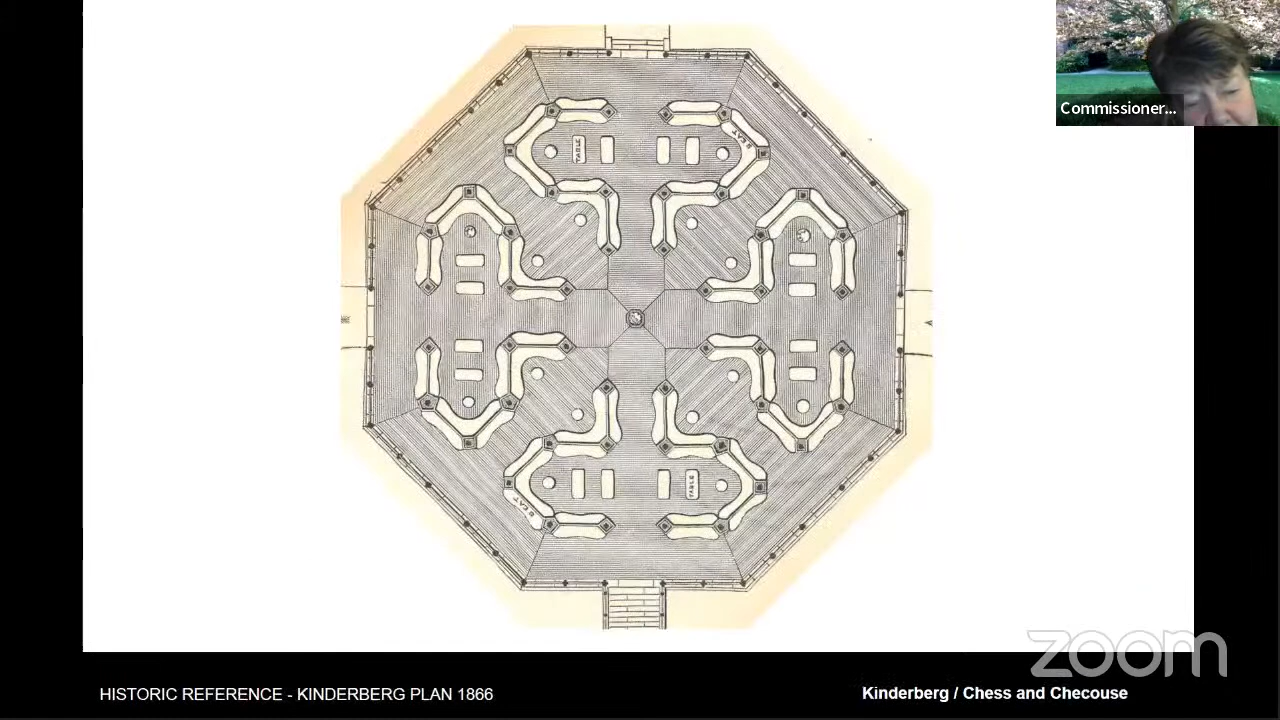 Commissioner...
TABLE
SEAT
SEAT
TABLE
zoom
HISTORIC REFERENCE - KINDERBERG PLAN 1866
Kinderberg / Chess and Checouse